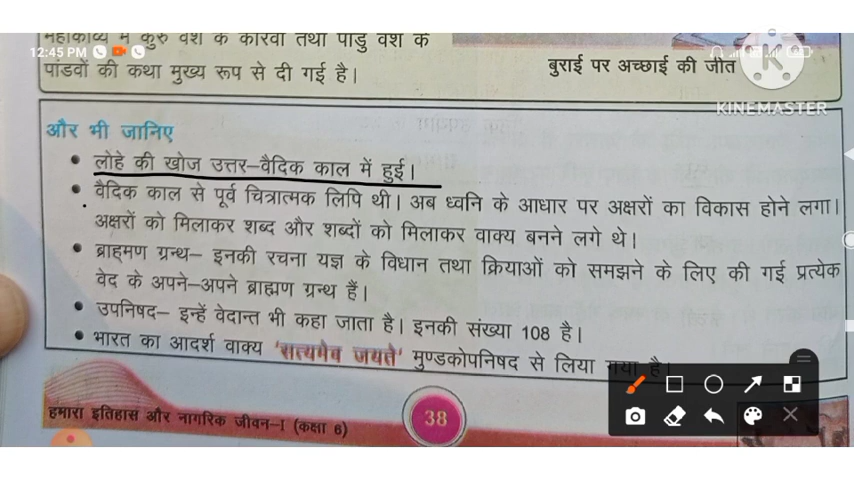 महाकाव्य में कुरु वंश के कौरवों तथा पांडु वंश के
पांडवों की कथा मुख्य रूप से दी गई है।
बुराई पर अच्छाई की जीत
12:45 PM
KINEMASTER
और भी जानिए
• लोहे की खोज उत्तर–वैदिक काल में हुई।
• वैदिक काल से पूर्व चित्रात्मक लिपि थी। अब ध्वनि के आधार पर अक्षरों का विकास होने लगा।
अक्षरों को मिलाकर शब्द और शब्दों को मिलाकर वाक्य बनने लगे थे।
• ब्राह्मण ग्रन्थ– इनकी रचना यज्ञ के विधान तथा क्रियाओं को समझने के लिए की गई प्रत्येक
वेद के अपने–अपने ब्राह्मण ग्रन्थ हैं।
• उपनिषद– इन्हें वेदान्त भी कहा जाता है। इनकी संख्या 108 है।
• भारत का आदर्श वाक्य 'सत्यमेव जयते' मुण्डकोपनिषद से लिया गया है।
हमारा इतिहास और नागरिक जीवन–I (कक्षा 6)
38